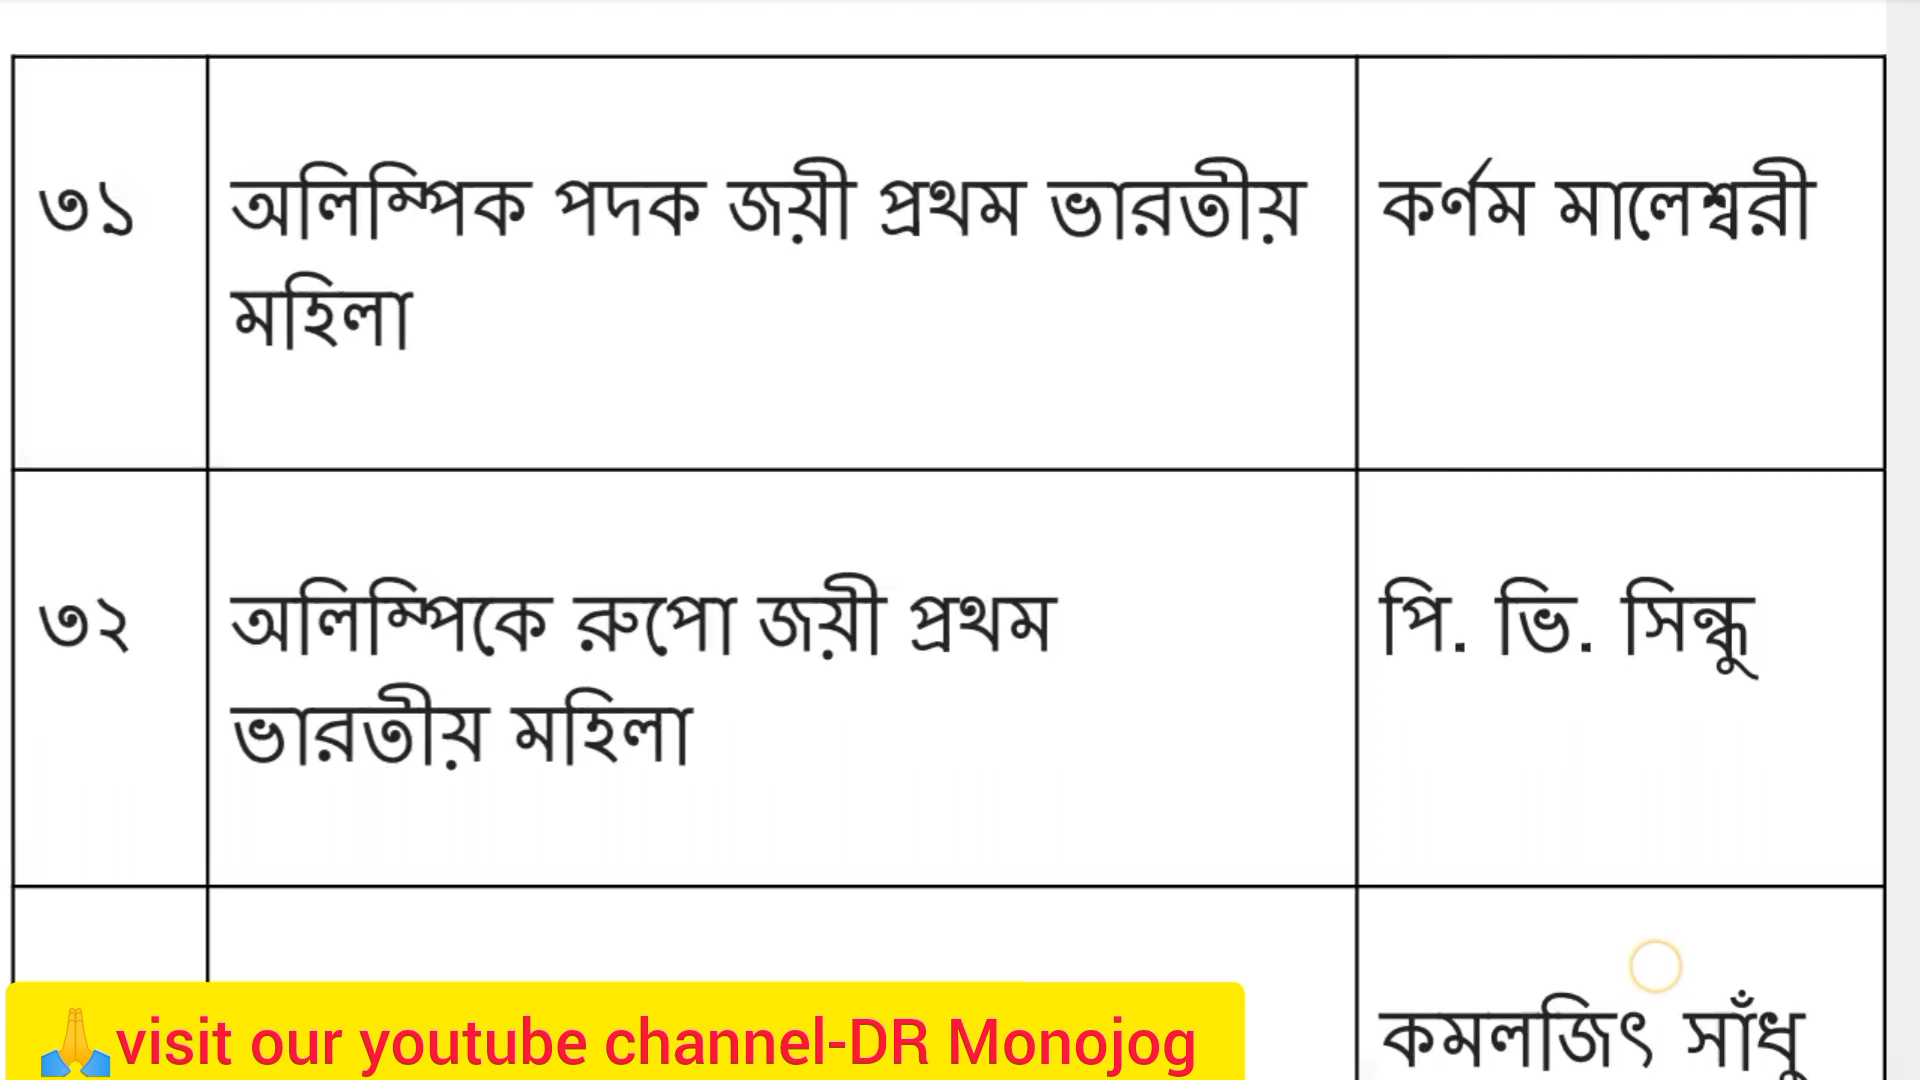 ৩১ অলিম্পিক পদক জয়ী প্রথম ভারতীয় কর্ণম মালেশ্বরী
মহিলা
৩২ অলিম্পিকে রুপো জয়ী প্রথম পি. ভি. সিন্ধু
ভারতীয় মহিলা
কমলজিৎ সাঁধু
🙏visit our youtube channel-DR Monojog